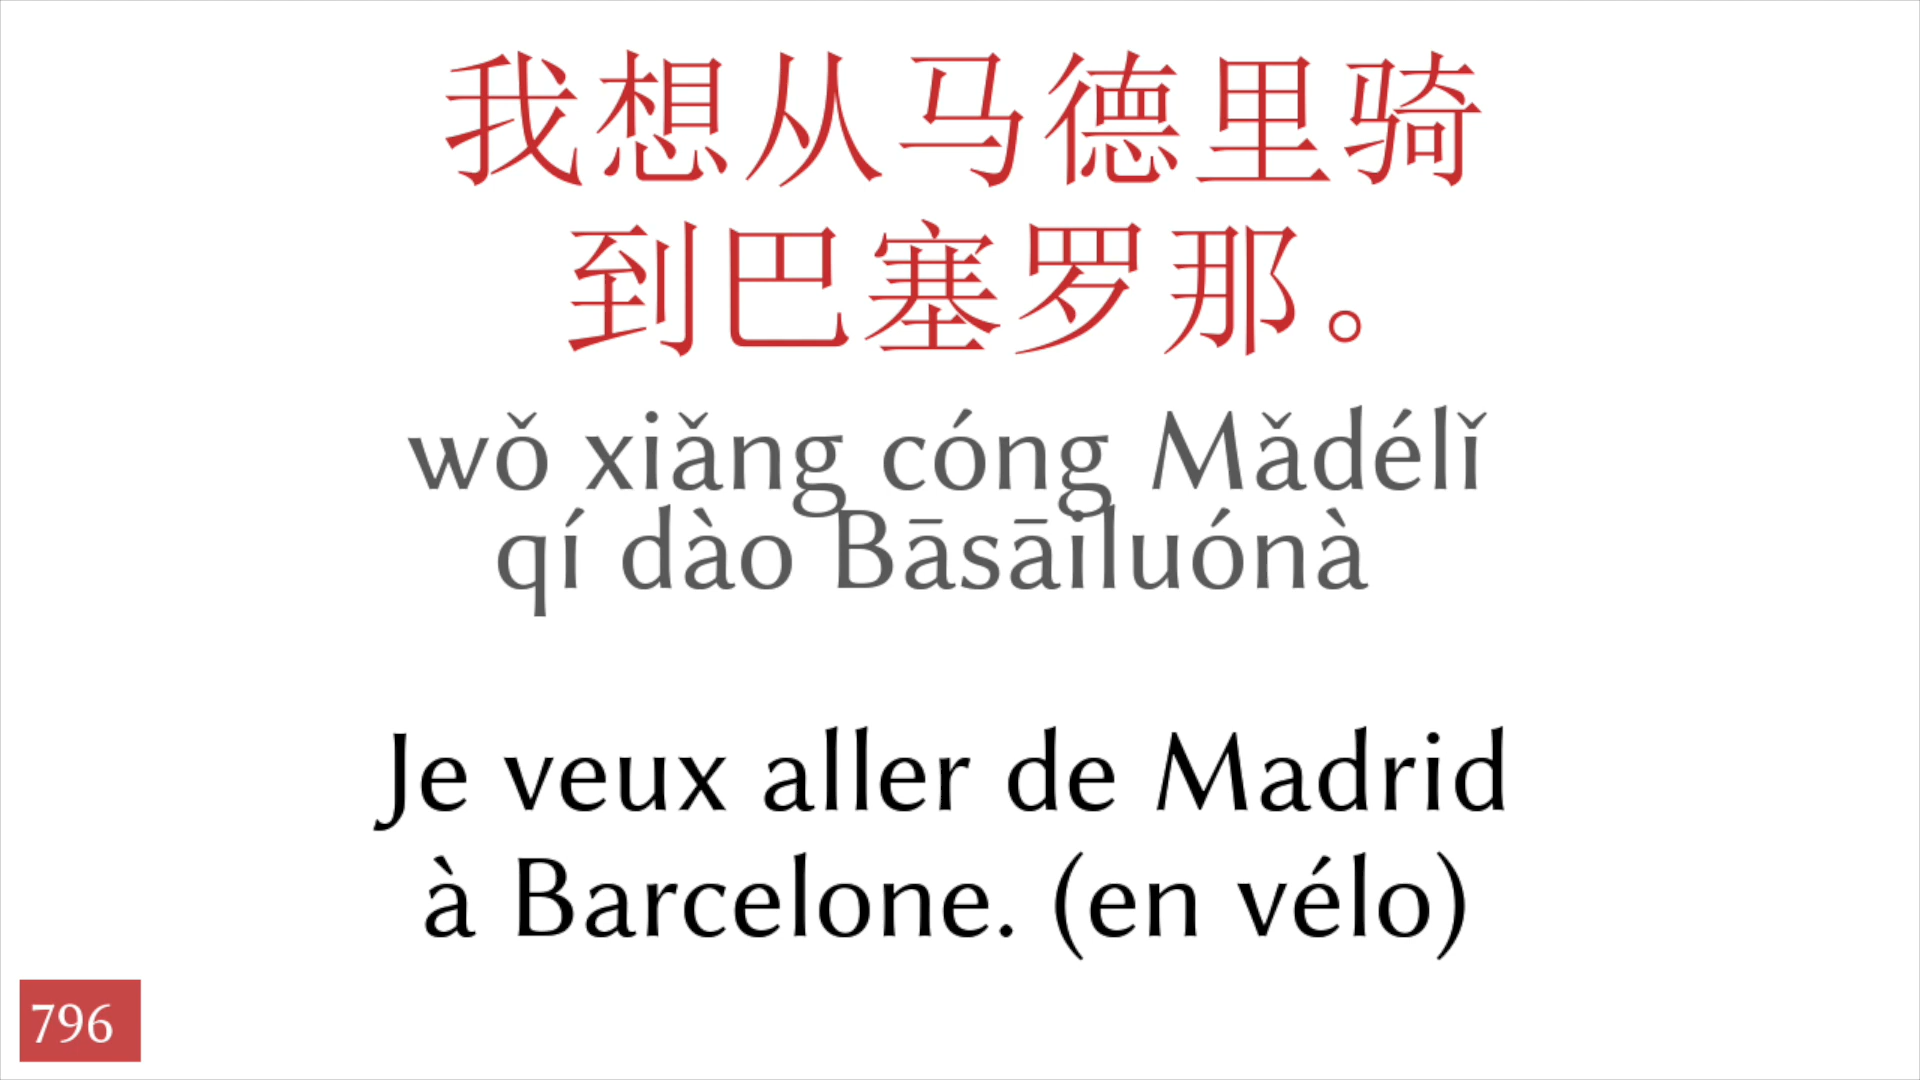 我想从马德里骑
到巴塞罗那。
wǒ xiǎng cóng Mǎdélǐ
qí dào Bāsāiluónà
Je veux aller de Madrid
à Barcelone. (en vélo)
796